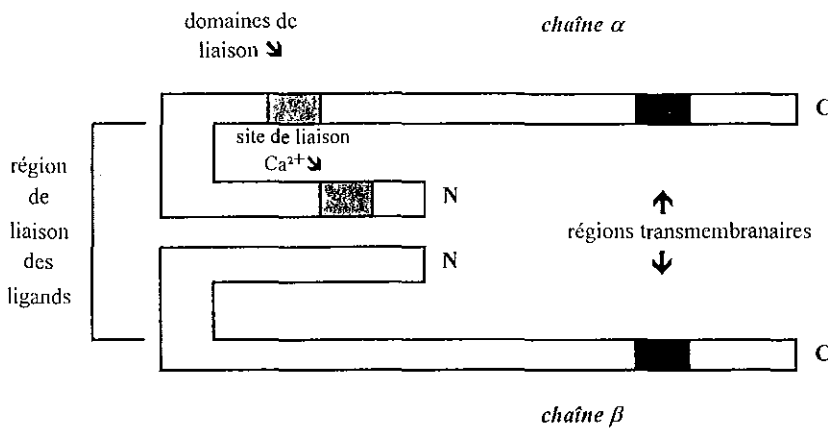 domaines de
liaison
chaîne α
C
site de liaison
Ca²⁺
région
de
liaison
des
ligands
N
régions transmembranaires
N
C
chaîne β